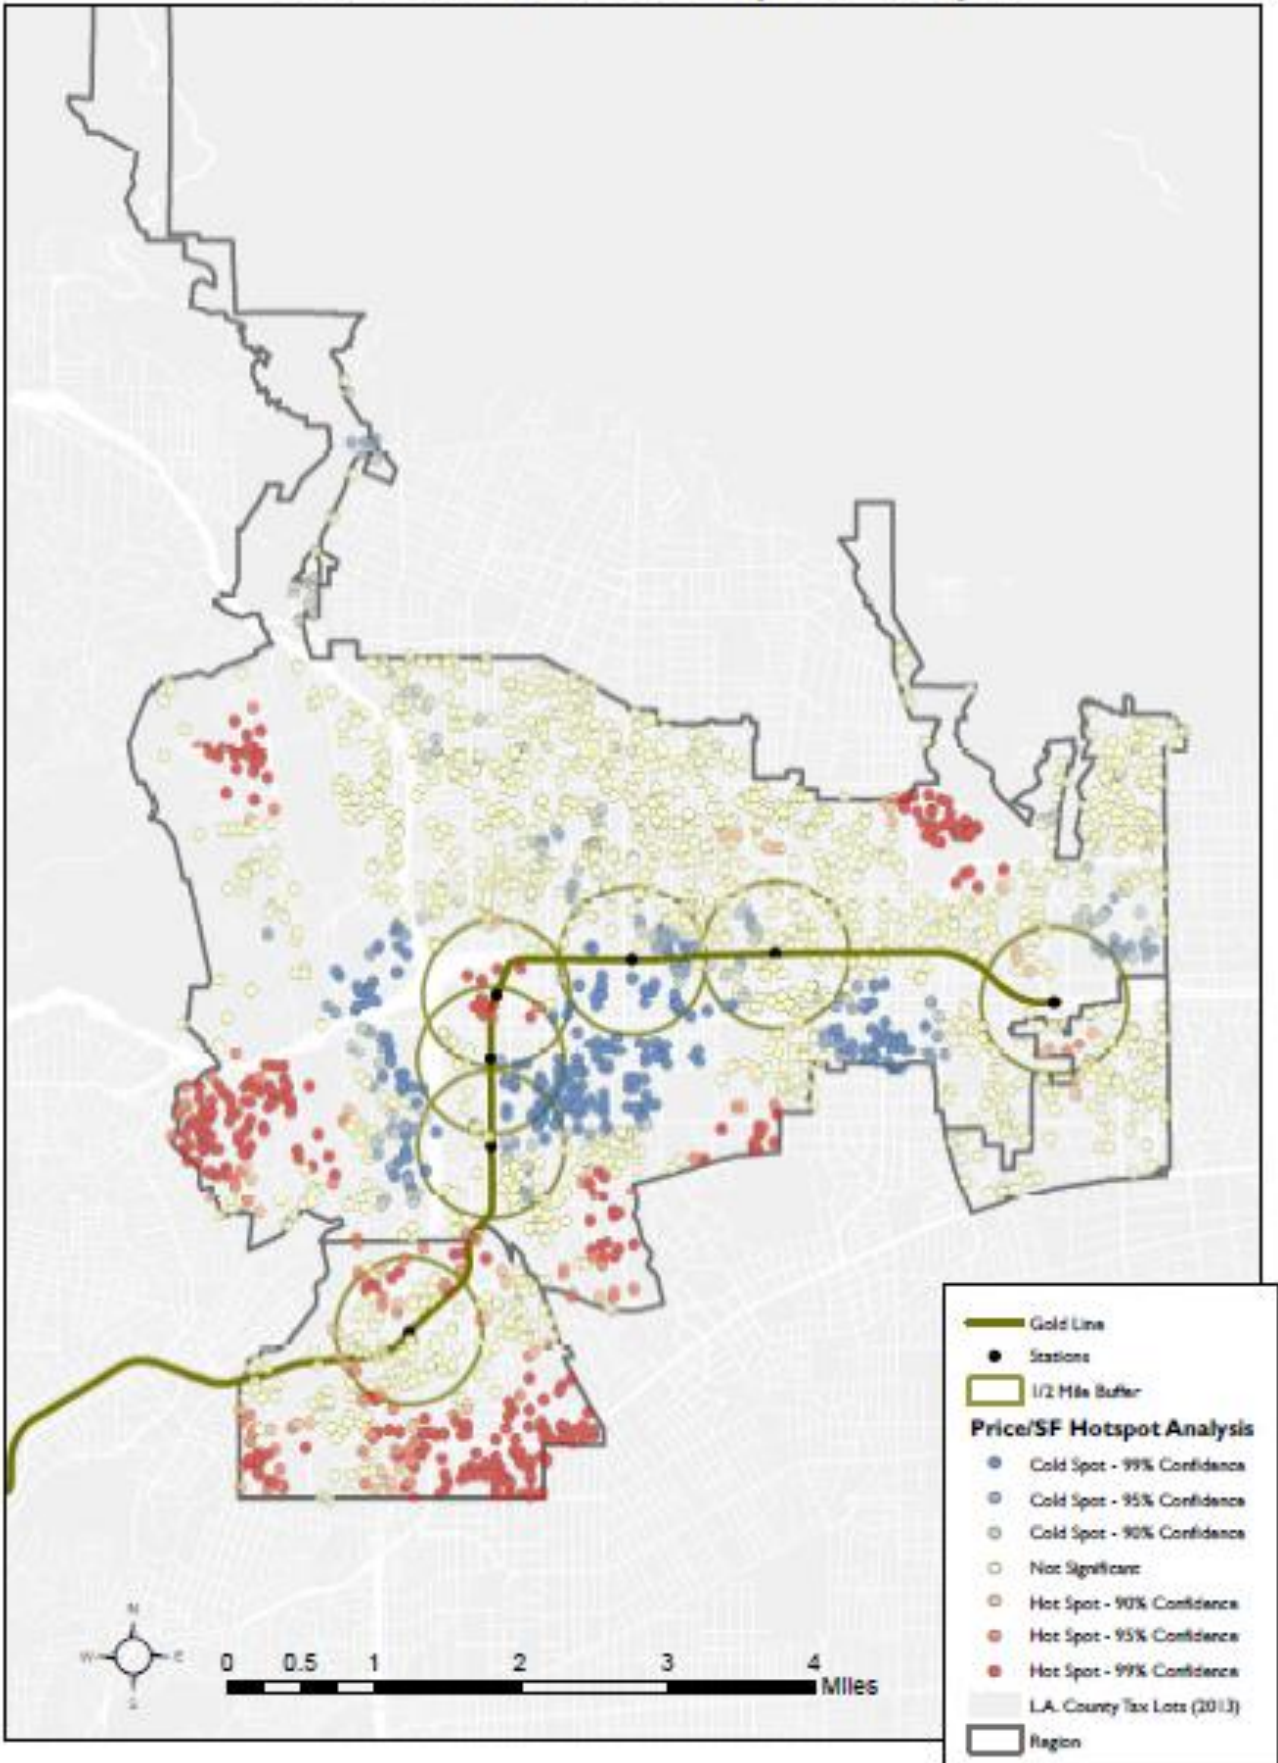 Gold Line
Stations
1/2 Mile Buffer
Price/SF Hotspot Analysis
Cold Spot - 99% Confidence
Cold Spot - 95% Confidence
Cold Spot - 90% Confidence
Not Significant
Hot Spot - 90% Confidence
Hot Spot - 95% Confidence
Hot Spot - 99% Confidence
L.A. County Tax Lots (2013)
Region
N
W E
S
0 0.5 1 2 3 4
Miles